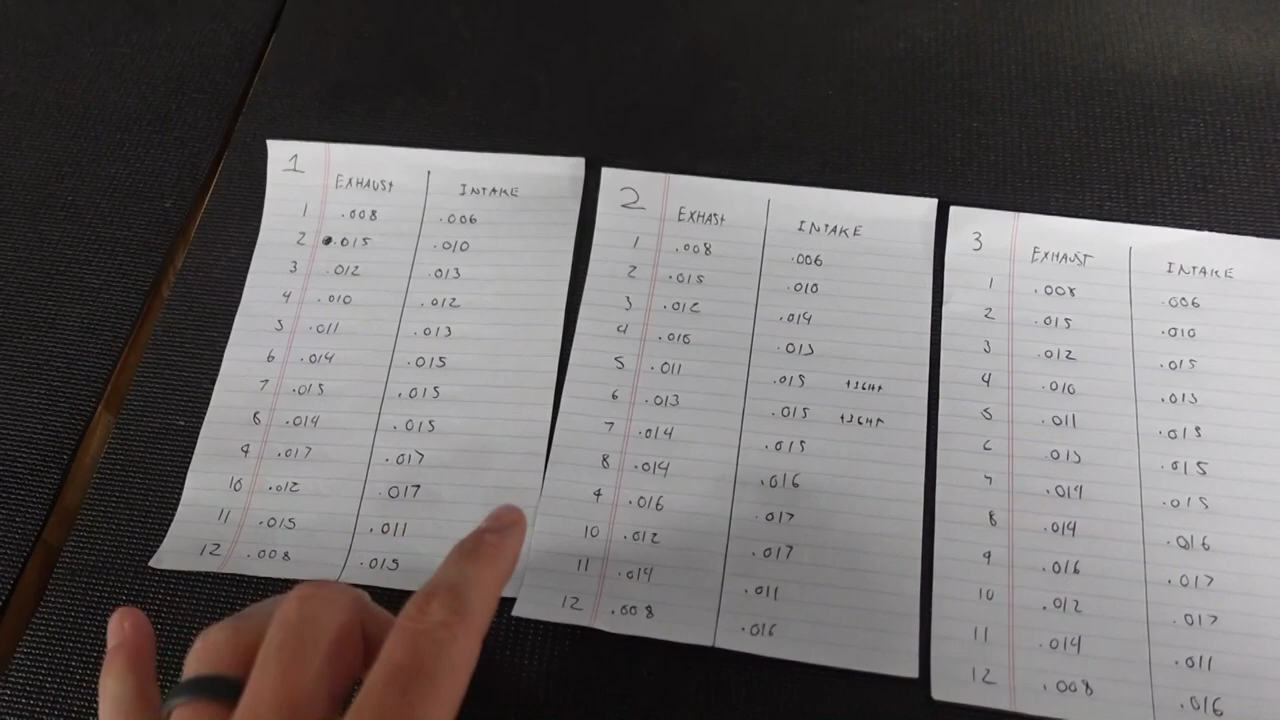 1
EXHAUST INTAKE
1 .008 .006
2 .015 .010
3 .012 .013
4 .010 .012
5 .011 .013
6 .014 .015
7 .015 .015
8 .014 .015
9 .017 .017
10 .012 .017
11 .015 .011
12 .008 .015
2
EXHAST INTAKE
1 .008 .006
2 .015 .010
3 .012 .014
4 .010 .013
5 .011 .015
6 .013 .015
7 .014 .015
8 .014 .016
9 .016 .017
10 .012 .017
11 .014 .011
12 .008 .016
3
EXHAUST INTAKE
1 .008 .006
2 .015 .010
3 .012 .015
4 .010 .013
5 .011 .015
6 .013 .015
7 .014 .015
8 .014 .016
9 .016 .017
10 .012 .017
11 .014 .011
12 .008 .016